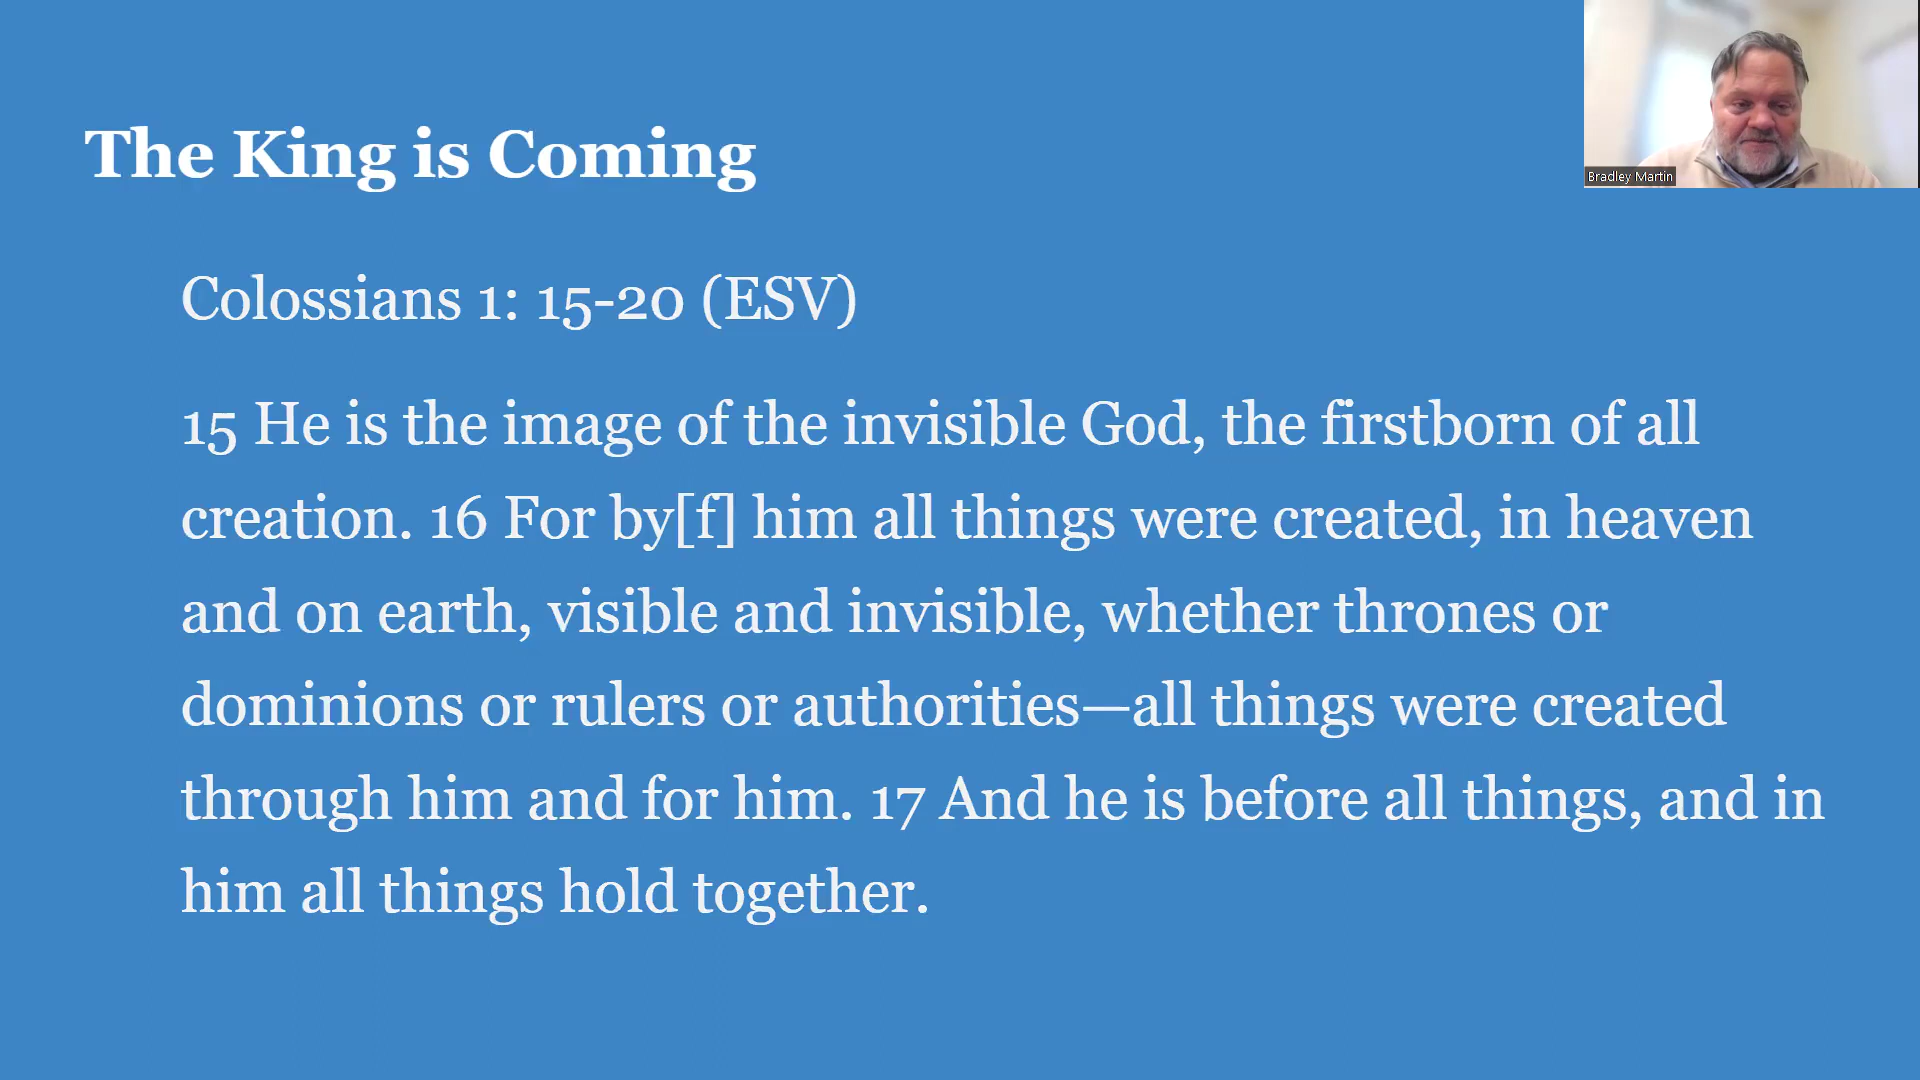 The King is Coming
Bradley Martin
Colossians 1: 15-20 (ESV)
15 He is the image of the invisible God, the firstborn of all
creation. 16 For by[f] him all things were created, in heaven
and on earth, visible and invisible, whether thrones or
dominions or rulers or authorities—all things were created
through him and for him. 17 And he is before all things, and in
him all things hold together.